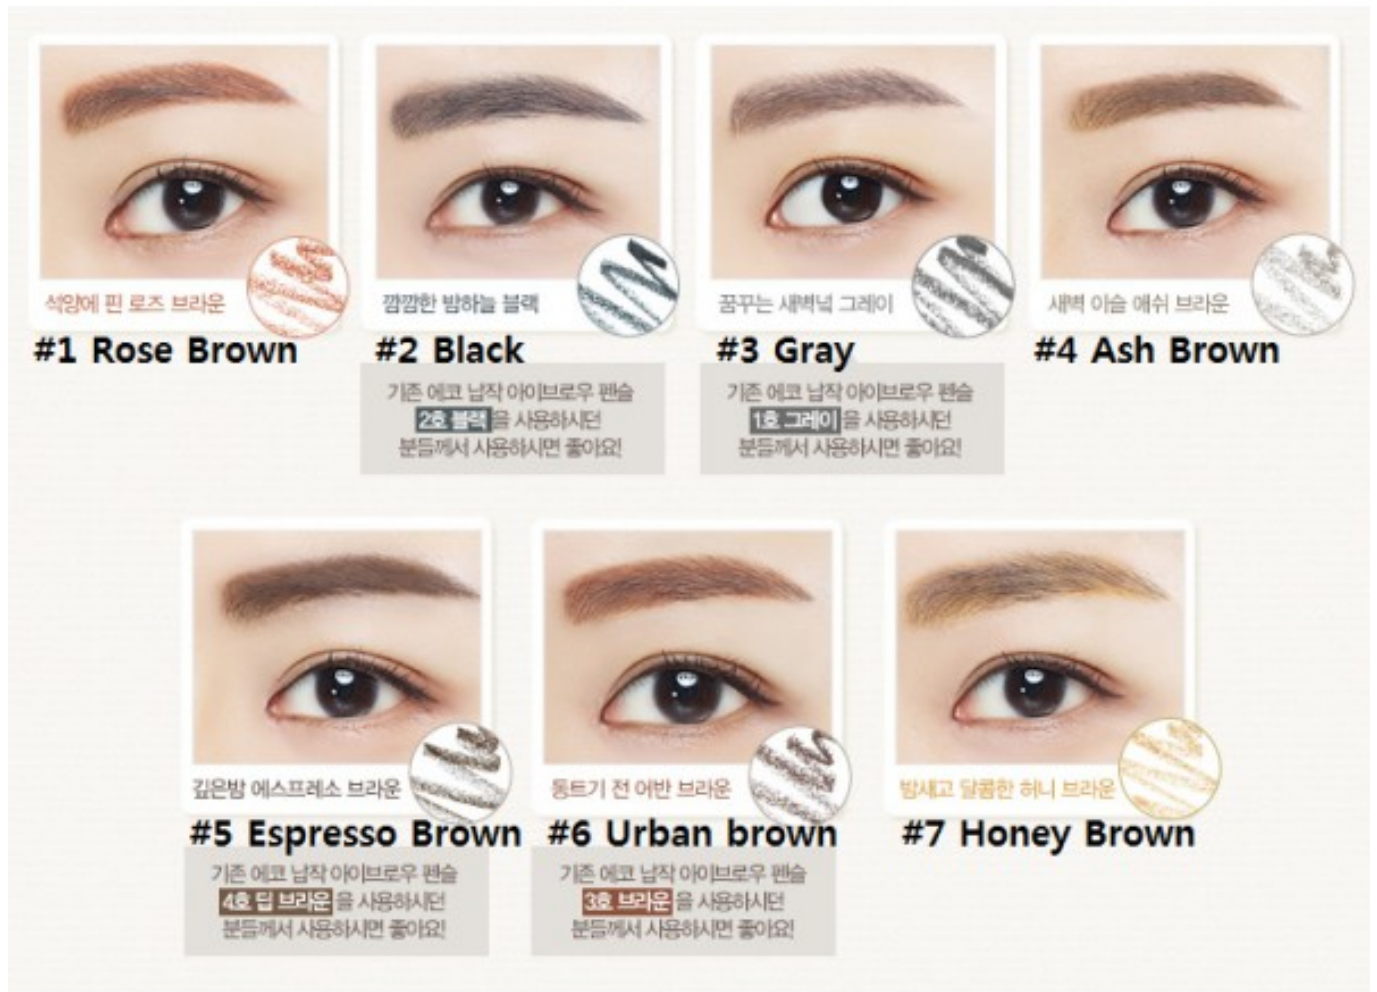 석양에 핀 로즈 브라운
깜깜한 밤하늘 블랙
꿈꾸는 새벽녘 그레이
새벽 이슬 애쉬 브라운
#1 Rose Brown
#2 Black
#3 Gray
#4 Ash Brown
기존 에코 납작 아이브로우 펜슬
2호 블랙을 사용하시던
분들께서 사용하시면 좋아요!
기존 에코 납작 아이브로우 펜슬
1호 그레이을 사용하시던
분들께서 사용하시면 좋아요!
깊은밤 에스프레소 브라운
동트기 전 어반 브라운
밤새고 달콤한 허니 브라운
#5 Espresso Brown
#6 Urban brown
#7 Honey Brown
기존 에코 납작 아이브로우 펜슬
4호 딥 브라운을 사용하시던
분들께서 사용하시면 좋아요!
기존 에코 납작 아이브로우 펜슬
3호 브라운을 사용하시던
분들께서 사용하시면 좋아요!